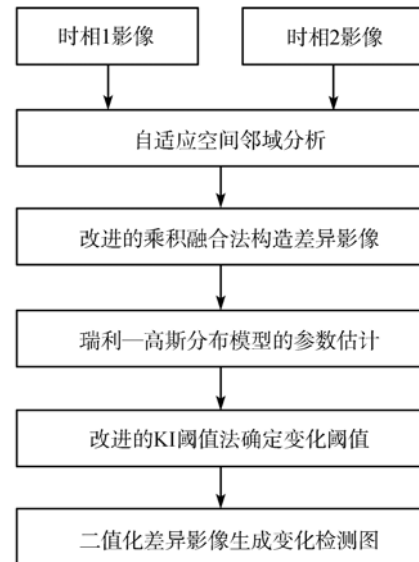 时相1影像
时相2影像
自适应空间邻域分析
改进的乘积融合法构造差异影像
瑞利—高斯分布模型的参数估计
改进的KI阈值法确定变化阈值
二值化差异影像生成变化检测图